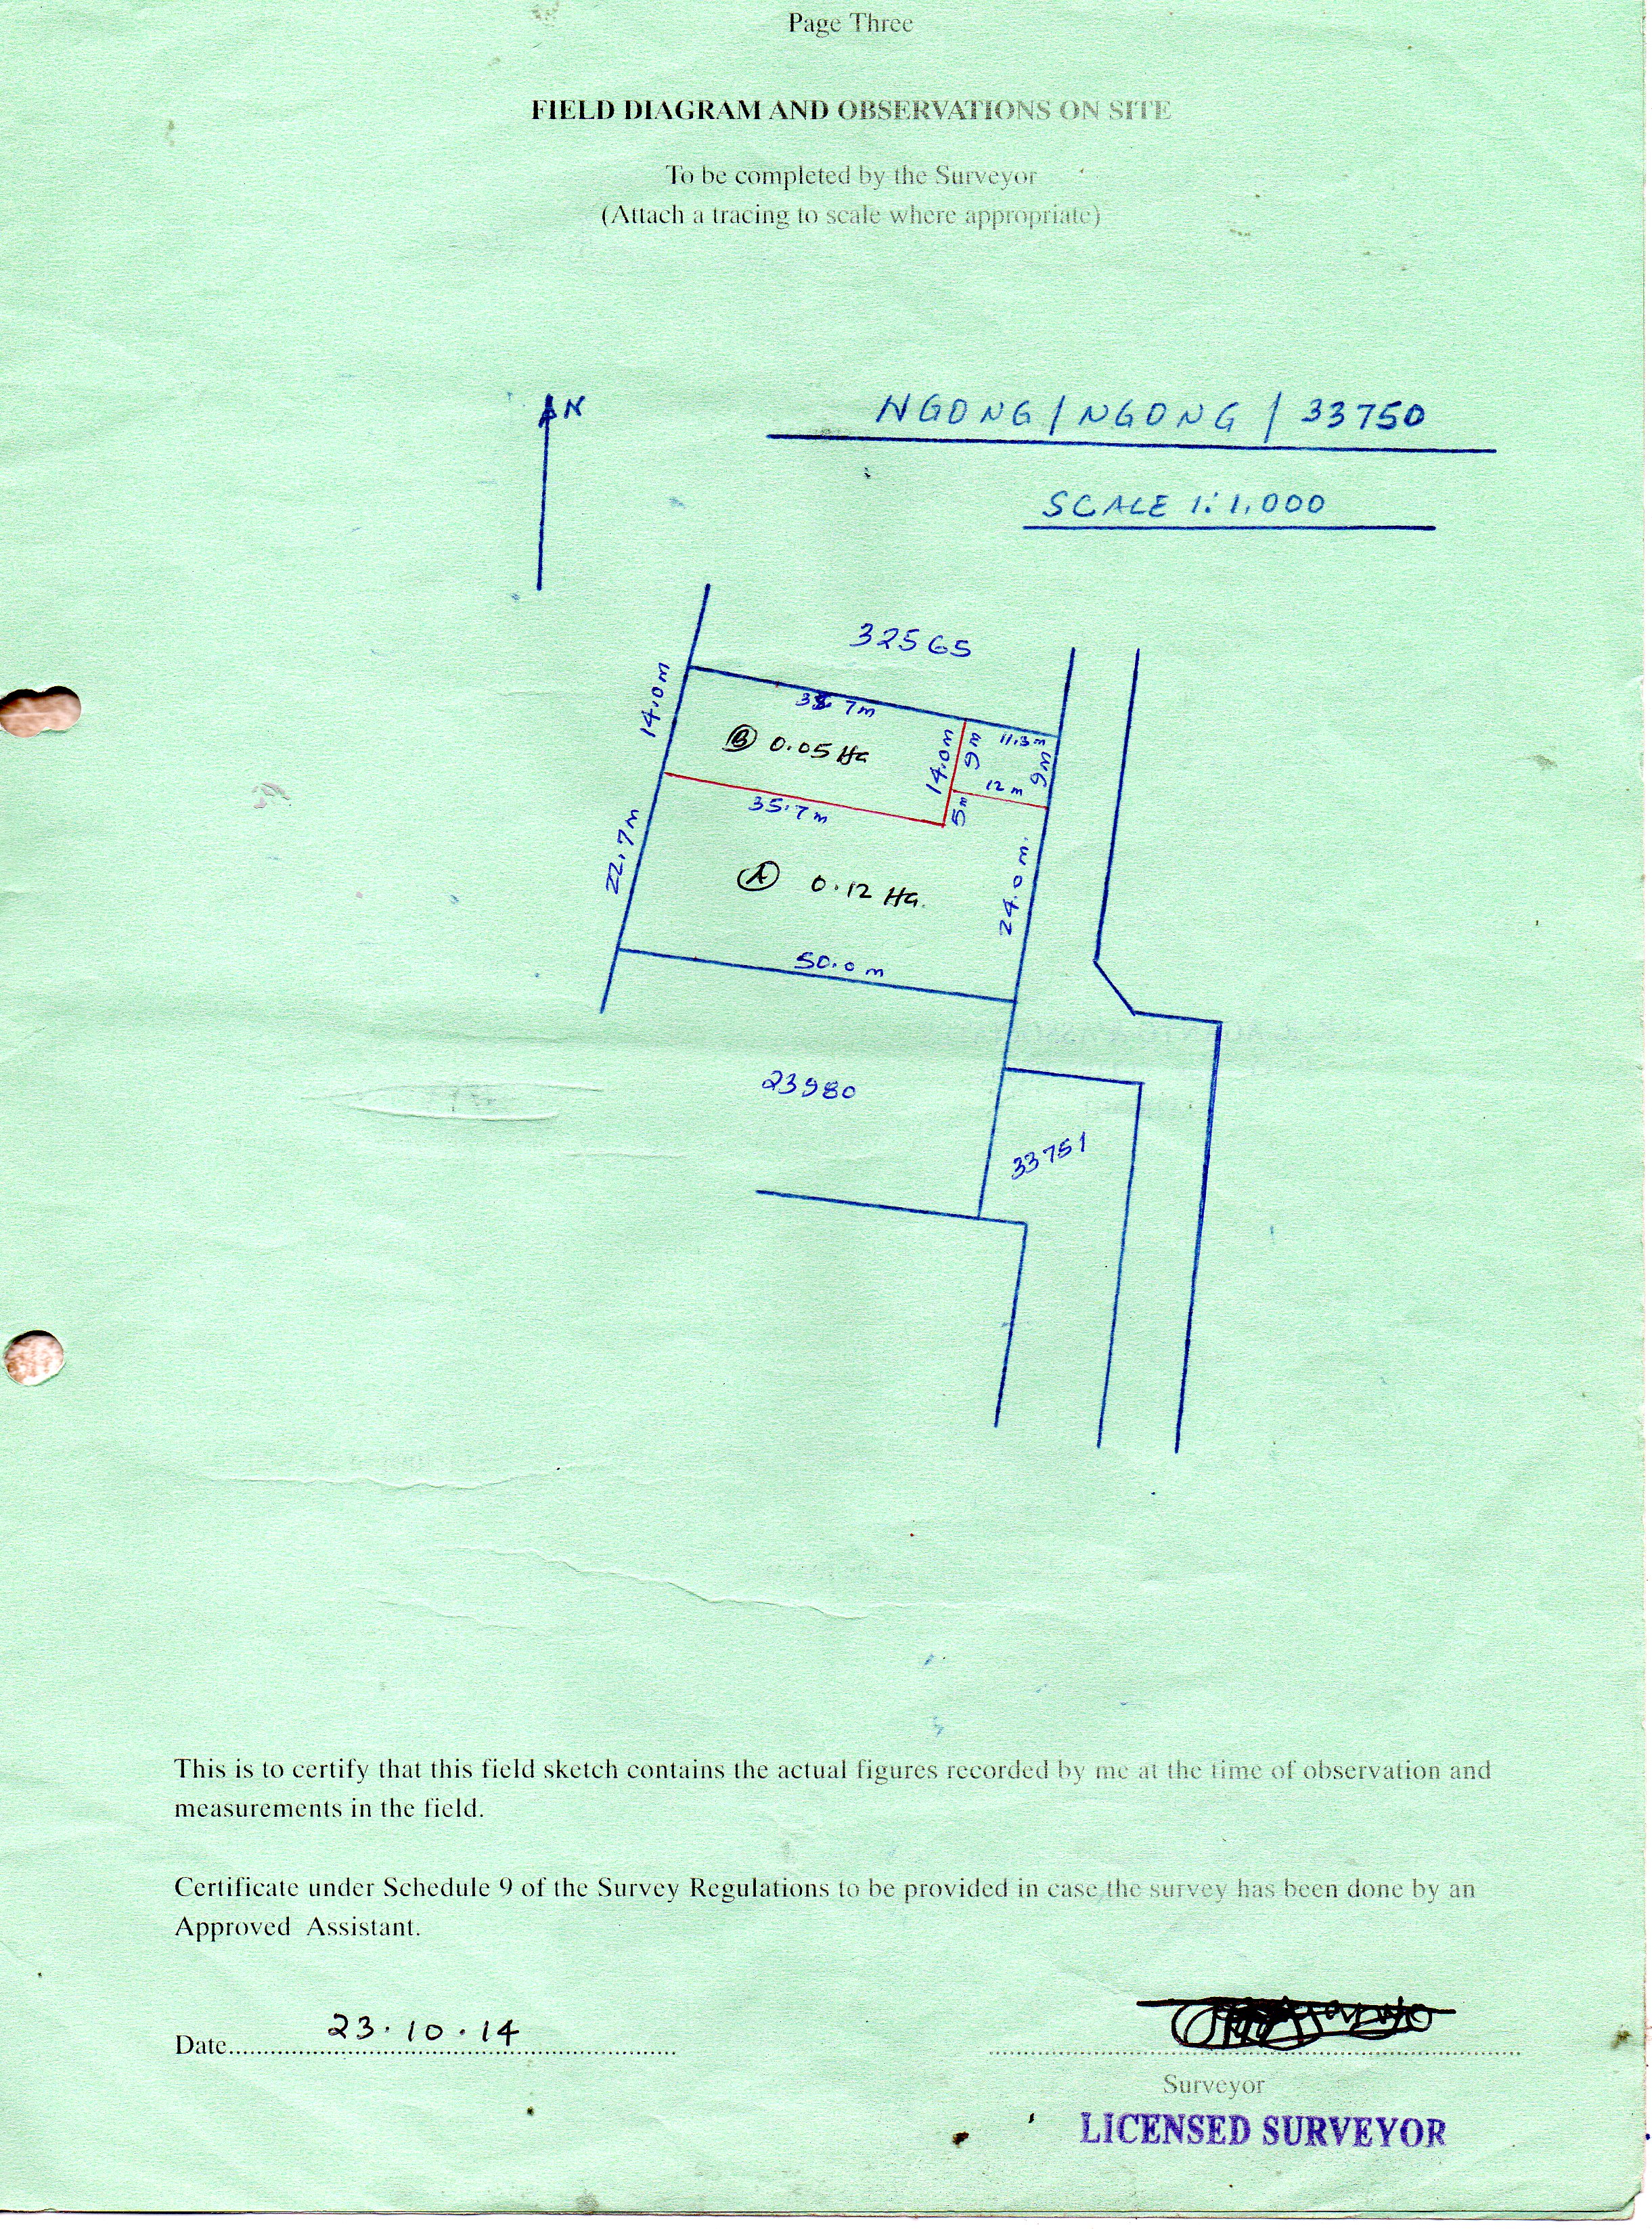 Page Three
FIELD DIAGRAM AND OBSERVATIONS ON SITE
To be completed by the Surveyor
(Attach a tracing to scale where appropriate)
N
NGONG / NGONG / 33750
SCALE 1:1,000
32565
14.0m
7m
11.3m
B 0.05 Ha
14.0m
9m
9m
12 m
35.7m
5m
22.7m
A 0.12 Ha.
24.0 m.
50.0 m
23980
33751
This is to certify that this field sketch contains the actual figures recorded by me at the time of observation and
measurements in the field.
Certificate under Schedule 9 of the Survey Regulations to be provided in case the survey has been done by an
Approved Assistant.
Date 23.10.14
Surveyor
LICENSED SURVEYOR